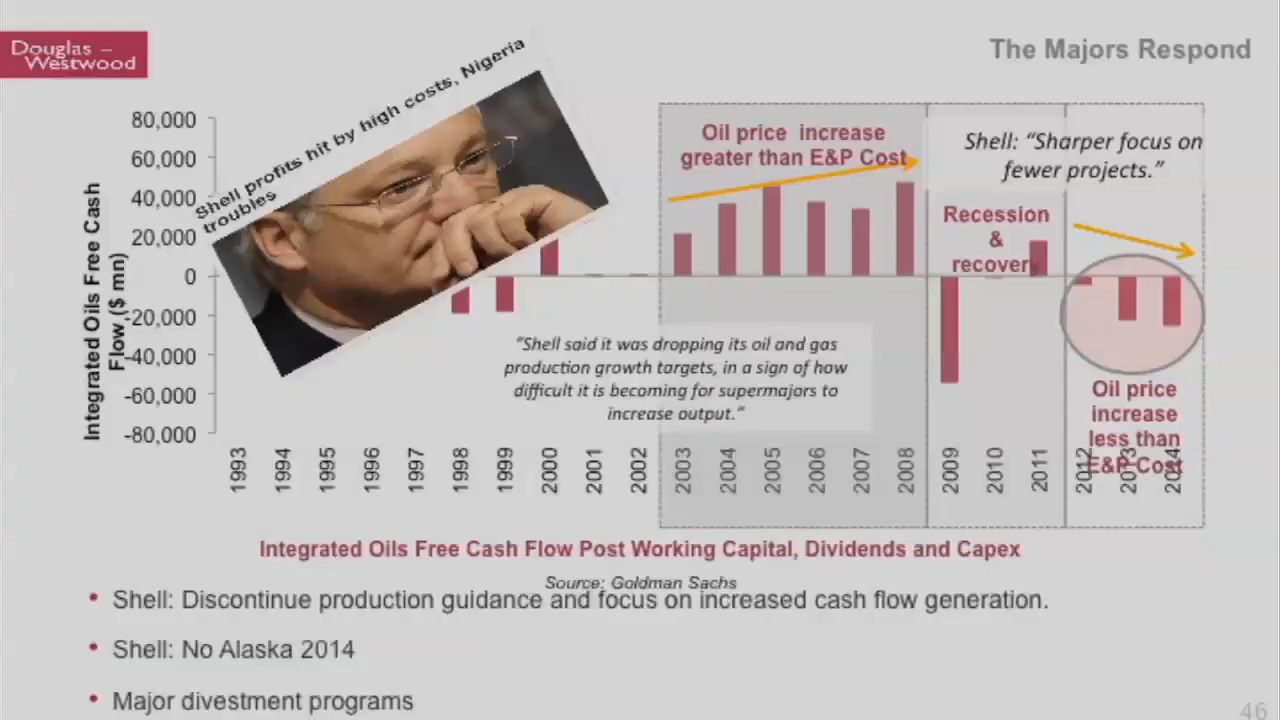 Douglas –
Westwood
The Majors Respond
Shell profits hit by high costs, Nigeria
troubles
80,000
60,000
40,000
20,000
0
-20,000
-40,000
-60,000
-80,000
Integrated Oils Free Cash
Flow ($ mn)
Oil price increase
greater than E&P Cost
Shell: “Sharper focus on
fewer projects.”
Recession
&
recovery
“Shell said it was dropping its oil and gas
production growth targets, in a sign of how
difficult it is becoming for supermajors to
increase output.”
Oil price
increase
less than
E&P Cost
1993
1994
1995
1996
1997
1998
1999
2000
2001
2002
2003
2004
2005
2006
2007
2008
2009
2010
2011
2012
2013
2014
Integrated Oils Free Cash Flow Post Working Capital, Dividends and Capex
Source: Goldman Sachs
• Shell: Discontinue production guidance and focus on increased cash flow generation.
• Shell: No Alaska 2014
• Major divestment programs
46